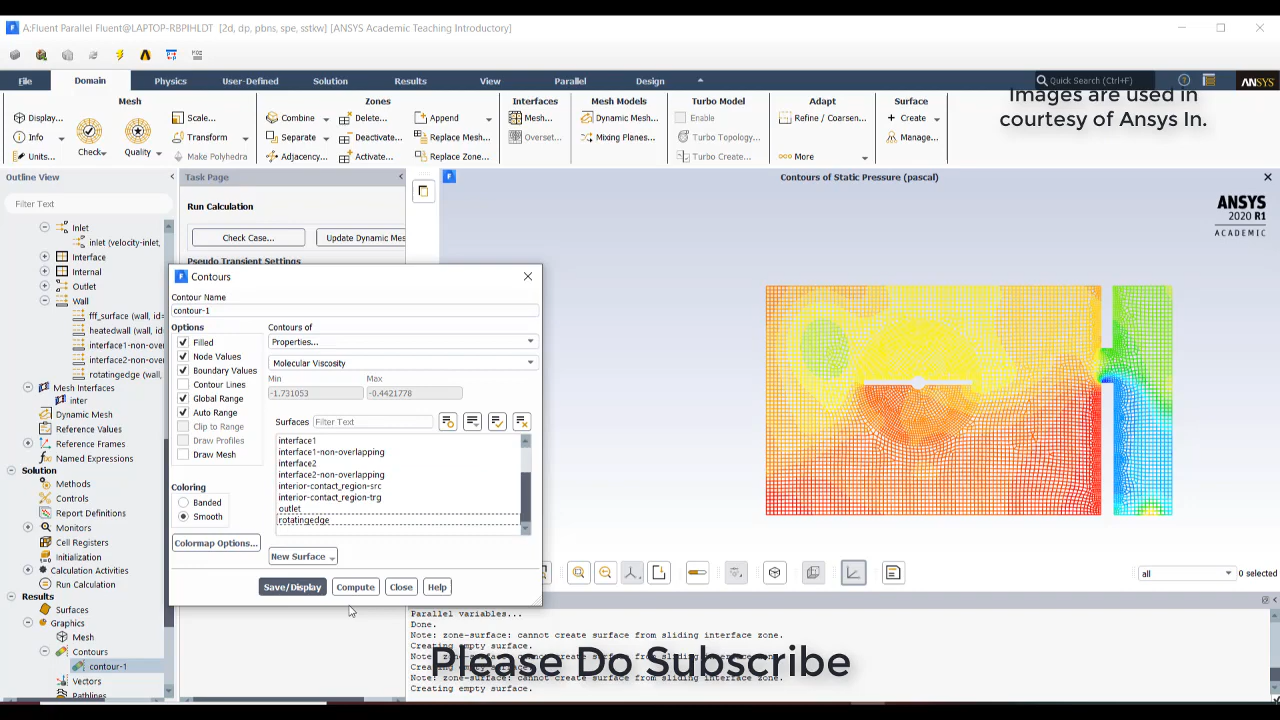 A:Fluent Parallel Fluent@LAPTOP-RBPIHLDT [2d, dp, pbns, spe, sstkw] [ANSYS Academic Teaching Introductory]
File Domain Physics User-Defined Solution Results View Parallel Design Quick Search (Ctrl+F) ANSYS
Mesh Zones Interfaces Mesh Models Turbo Model Adapt Surface
Images are used in
courtesy of Ansys In.
Display... Scale... Combine Delete... Append Mesh... Dynamic Mesh... Enable Refine / Coarsen... Create
Info Transform Separate Deactivate... Replace Mesh... Overset... Mixing Planes... Turbo Topology... Manage...
Units... Check Quality Make Polyhedra Adjacency... Activate... Replace Zone... Turbo Create... More
Outline View Task Page Contours of Static Pressure (pascal)
Filter Text
Run Calculation
Check Case... Update Dynamic Mes
Pseudo Transient Settings
ANSYS
2020 R1
ACADEMIC
Inlet
inlet (velocity-inlet,
Interface
Internal
Outlet
Wall
fff_surface (wall, id=
heatedwall (wall, id=
interface1-non-over
interface2-non-over
rotatingedge (wall,
Mesh Interfaces
inter
Dynamic Mesh
Reference Values
Reference Frames
Named Expressions
Solution
Methods
Controls
Report Definitions
Monitors
Cell Registers
Initialization
Calculation Activities
Run Calculation
Results
Surfaces
Graphics
Mesh
Contours
contour-1
Vectors
Pathlines
Contours
Contour Name
contour-1
Options
Filled
Node Values
Boundary Values
Contour Lines
Global Range
Auto Range
Clip to Range
Draw Profiles
Draw Mesh
Coloring
Banded
Smooth
Colormap Options...
Contours of
Properties...
Molecular Viscosity
Min Max
-1.731053 -0.4421778
Surfaces Filter Text
interface1
interface1-non-overlapping
interface2
interface2-non-overlapping
interior-contact_region-src
interior-contact_region-trg
outlet
rotatingedge
New Surface
Save/Display Compute Close Help
all 0 selected
Parallel variables...
Done.
Note: zone-surface: cannot create surface from sliding interface zone.
Creating empty surface.
Note: zone-surface: cannot create surface from sliding interface zone.
Creating empty surface.
Note: zone-surface: cannot create surface from sliding interface zone.
Creating empty surface.
Please Do Subscribe